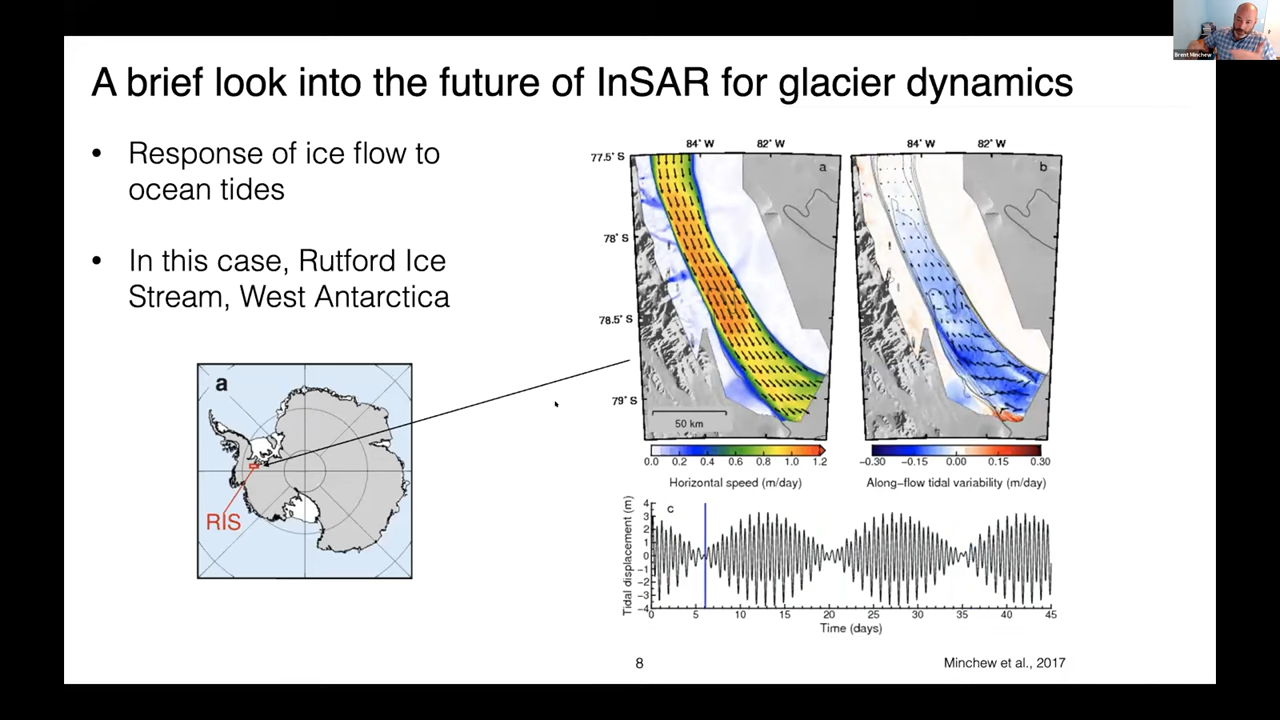 Brent Minchew
A brief look into the future of InSAR for glacier dynamics
• Response of ice flow to
ocean tides
• In this case, Rutford Ice
Stream, West Antarctica
a
RIS
84° W 82° W
77.5° S
78° S
78.5° S
79° S
a
50 km
0.0 0.2 0.4 0.6 0.8 1.0 1.2
Horizontal speed (m/day)
84° W 82° W
b
−0.30 −0.15 0.00 0.15 0.30
Along−flow tidal variability (m/day)
c
Tidal displacement (m)
4
3
2
1
0
−1
−2
−3
−4
0 5 10 15 20 25 30 35 40 45
Time (days)
8
Minchew et al., 2017